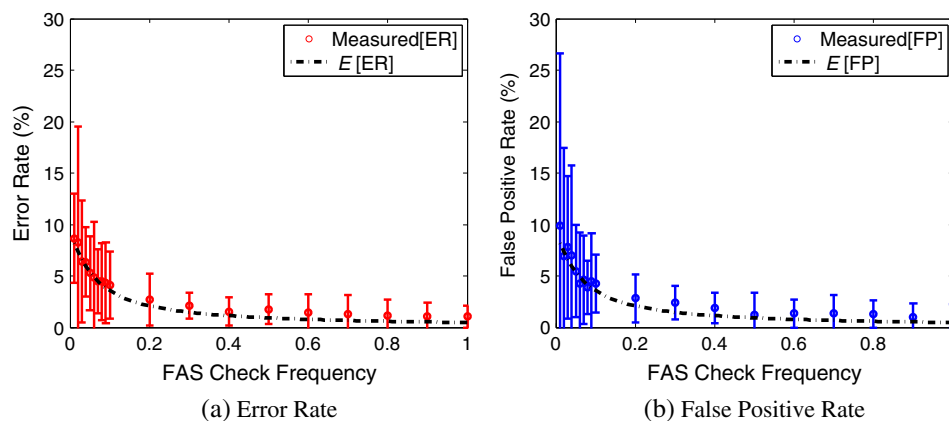 30
25
20
15
10
5
0
Error Rate (%)
Measured[ER]
E [ER]
0 0.2 0.4 0.6 0.8 1
FAS Check Frequency
(a) Error Rate
30
25
20
15
10
5
0
False Positive Rate (%)
Measured[FP]
E [FP]
0 0.2 0.4 0.6 0.8
FAS Check Frequency
(b) False Positive Rate